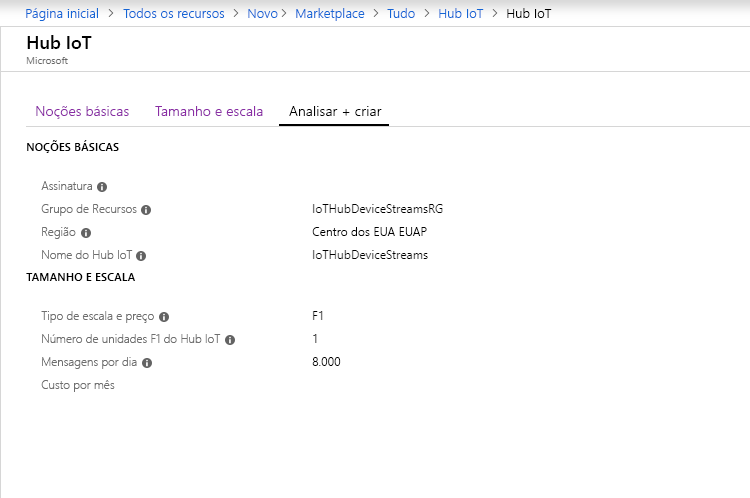 Página inicial > Todos os recursos > Novo > Marketplace > Tudo > Hub IoT > Hub IoT
Hub IoT
Microsoft
Noções básicas Tamanho e escala Analisar + criar
NOÇÕES BÁSICAS
Assinatura
Grupo de Recursos IoTHubDeviceStreamsRG
Região Centro dos EUA EUAP
Nome do Hub IoT IoTHubDeviceStreams
TAMANHO E ESCALA
Tipo de escala e preço F1
Número de unidades F1 do Hub IoT 1
Mensagens por dia 8.000
Custo por mês